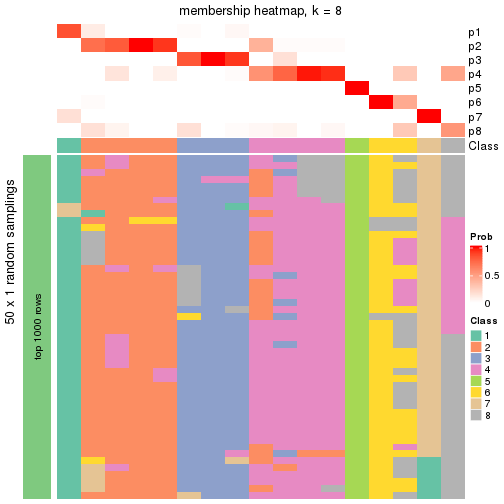 membership heatmap, k = 8
p1
p2
p3
p4
p5
p6
p7
p8
Class
50 x 1 random samplings
top 1000 rows
Prob
1
0.5
0
Class
1
2
3
4
5
6
7
8